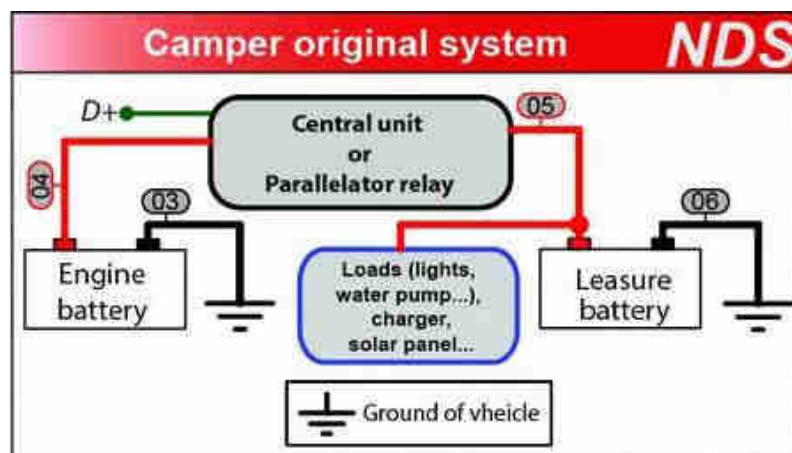 Camper original system
NDS
D+
Central unit
or
Parallelator relay
05
04
03
06
Engine
battery
Loads (lights,
water pump...),
charger,
solar panel...
Leasure
battery
Ground of vheicle